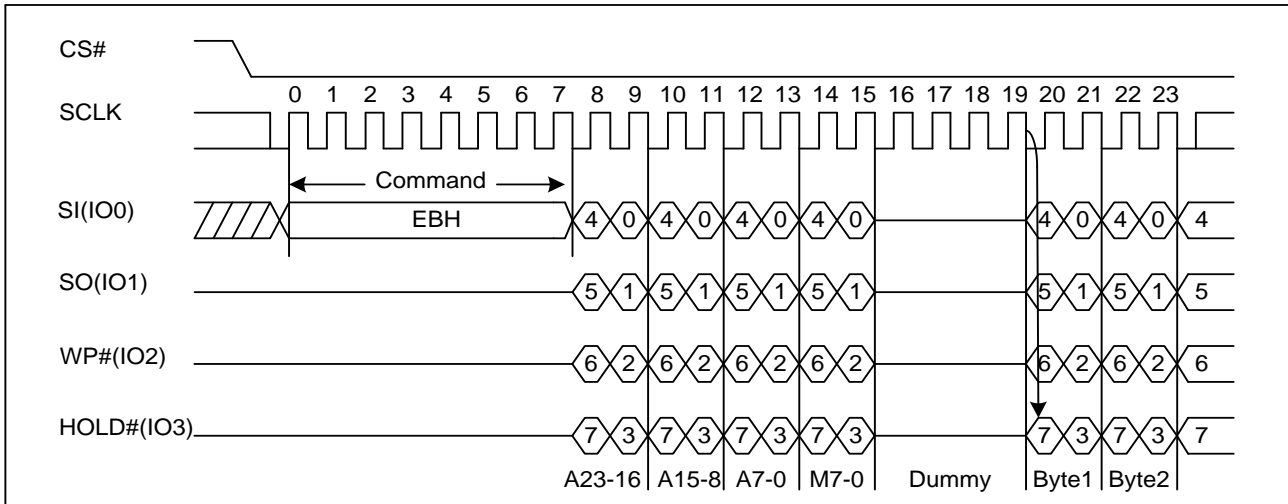 CS#
0 1 2 3 4 5 6 7 8 9 10 11 12 13 14 15 16 17 18 19 20 21 22 23
SCLK
Command
SI(IO0) EBH 4 0 4 0 4 0 4 0 4 0 4 0 4
SO(IO1) 5 1 5 1 5 1 5 1 5 1 5 1 5
WP#(IO2) 6 2 6 2 6 2 6 2 6 2 6 2 6
HOLD#(IO3) 7 3 7 3 7 3 7 3 7 3 7 3 7
A23-16 A15-8 A7-0 M7-0 Dummy Byte1 Byte2